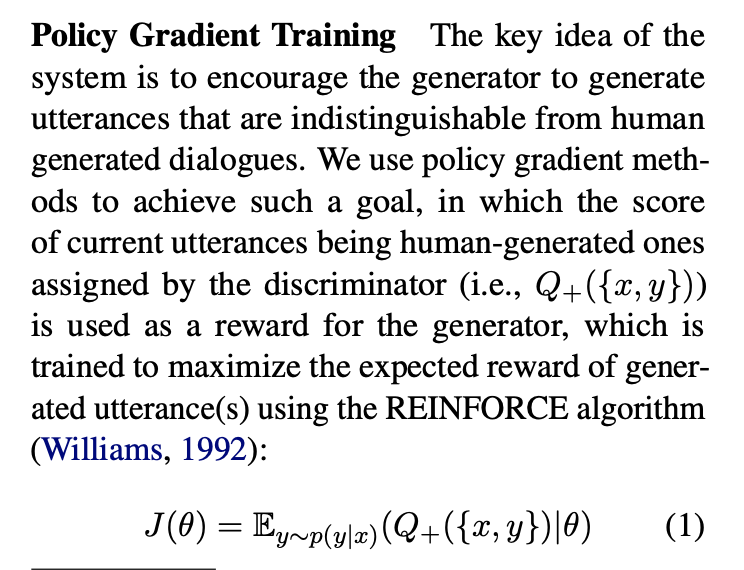 Policy Gradient Training The key idea of the
system is to encourage the generator to generate
utterances that are indistinguishable from human
generated dialogues. We use policy gradient meth-
ods to achieve such a goal, in which the score
of current utterances being human-generated ones
assigned by the discriminator (i.e., Q₊({x, y}))
is used as a reward for the generator, which is
trained to maximize the expected reward of gener-
ated utterance(s) using the REINFORCE algorithm
(Williams, 1992):
J(θ) = 𝔼_{y∼p(y|x)}(Q₊({x, y})|θ) (1)